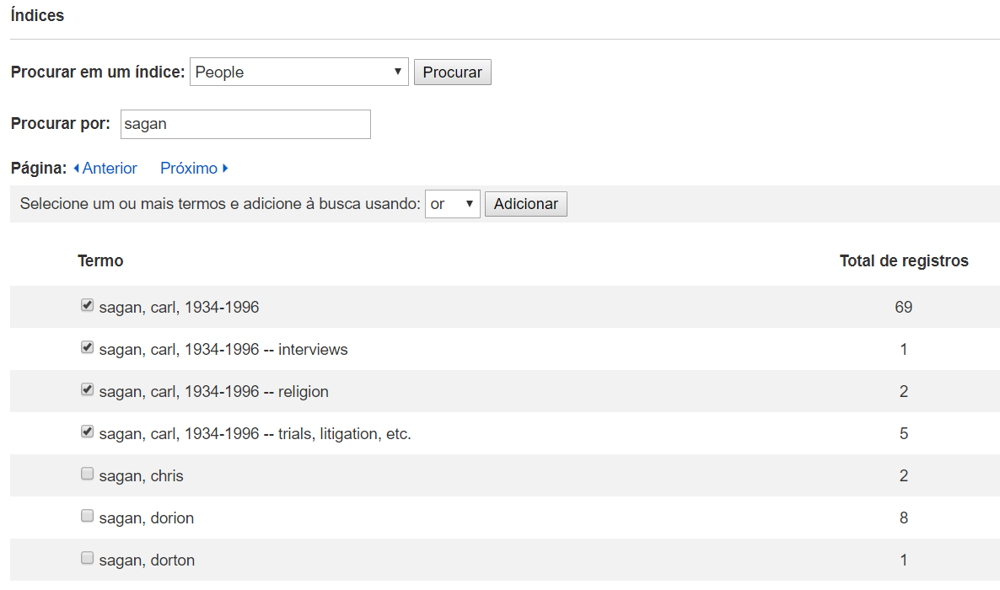 Índices
Procurar em um índice: People Procurar
Procurar por: sagan
Página: Anterior Próximo
Selecione um ou mais termos e adicione à busca usando: or Adicionar
Termo Total de registros
sagan, carl, 1934-1996 69
sagan, carl, 1934-1996 -- interviews 1
sagan, carl, 1934-1996 -- religion 2
sagan, carl, 1934-1996 -- trials, litigation, etc. 5
sagan, chris 2
sagan, dorion 8
sagan, dorton 1